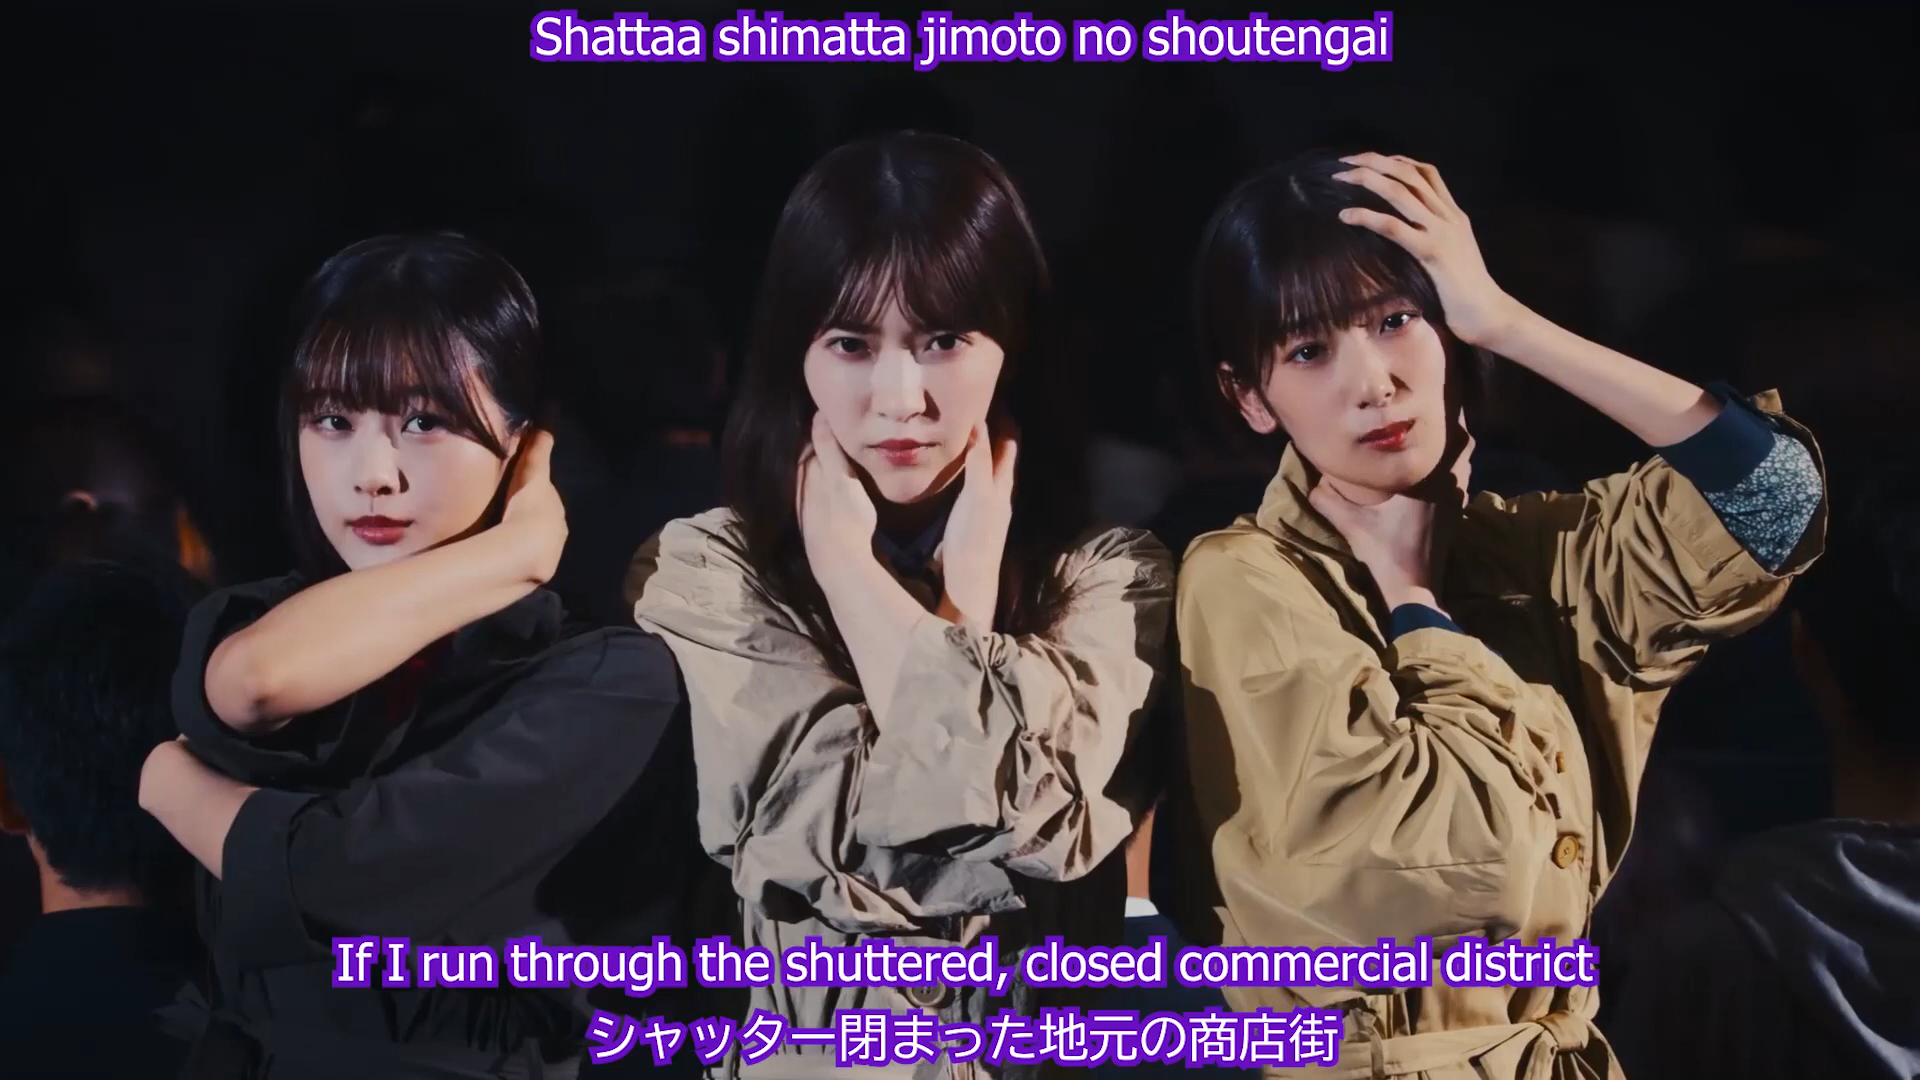 Shattaa shimatta jimoto no shoutengai
If I run through the shuttered, closed commercial district
シャッター閉まった地元の商店街